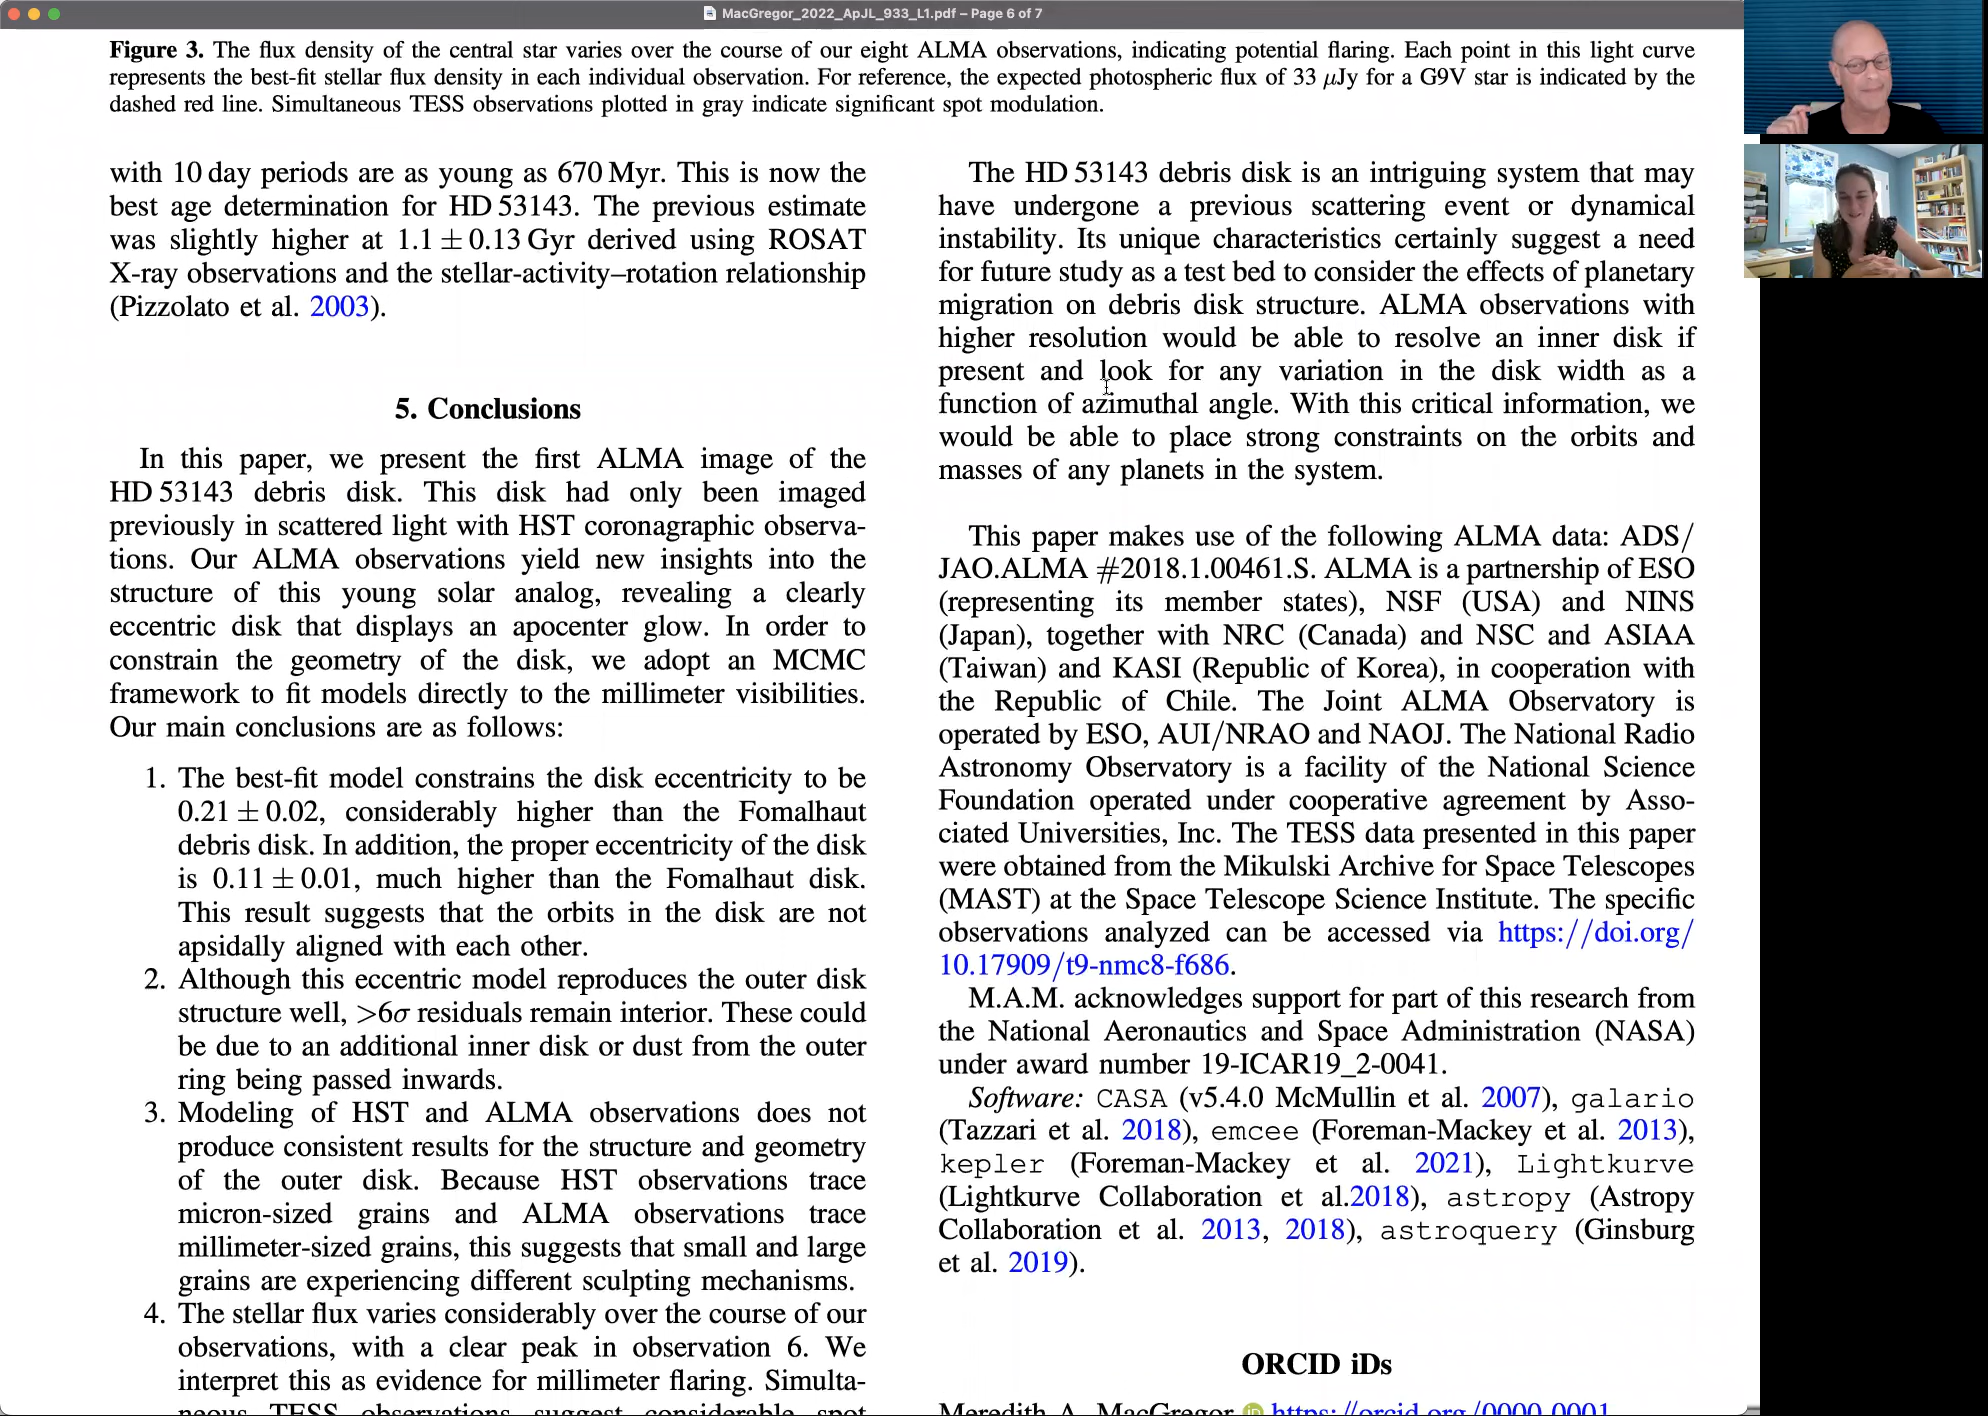 MacGregor_2022_ApJL_933_L1.pdf – Page 6 of 7
Figure 3. The flux density of the central star varies over the course of our eight ALMA observations, indicating potential flaring. Each point in this light curve
represents the best-fit stellar flux density in each individual observation. For reference, the expected photospheric flux of 33 μJy for a G9V star is indicated by the
dashed red line. Simultaneous TESS observations plotted in gray indicate significant spot modulation.
with 10 day periods are as young as 670 Myr. This is now the
best age determination for HD 53143. The previous estimate
was slightly higher at 1.1 ± 0.13 Gyr derived using ROSAT
X-ray observations and the stellar-activity–rotation relationship
(Pizzolato et al. 2003).
5. Conclusions
In this paper, we present the first ALMA image of the
HD 53143 debris disk. This disk had only been imaged
previously in scattered light with HST coronagraphic observa-
tions. Our ALMA observations yield new insights into the
structure of this young solar analog, revealing a clearly
eccentric disk that displays an apocenter glow. In order to
constrain the geometry of the disk, we adopt an MCMC
framework to fit models directly to the millimeter visibilities.
Our main conclusions are as follows:
1. The best-fit model constrains the disk eccentricity to be
0.21 ± 0.02, considerably higher than the Fomalhaut
debris disk. In addition, the proper eccentricity of the disk
is 0.11 ± 0.01, much higher than the Fomalhaut disk.
This result suggests that the orbits in the disk are not
apsidally aligned with each other.
2. Although this eccentric model reproduces the outer disk
structure well, >6σ residuals remain interior. These could
be due to an additional inner disk or dust from the outer
ring being passed inwards.
3. Modeling of HST and ALMA observations does not
produce consistent results for the structure and geometry
of the outer disk. Because HST observations trace
micron-sized grains and ALMA observations trace
millimeter-sized grains, this suggests that small and large
grains are experiencing different sculpting mechanisms.
4. The stellar flux varies considerably over the course of our
observations, with a clear peak in observation 6. We
interpret this as evidence for millimeter flaring. Simulta-
neous TESS observations suggest considerable spot
The HD 53143 debris disk is an intriguing system that may
have undergone a previous scattering event or dynamical
instability. Its unique characteristics certainly suggest a need
for future study as a test bed to consider the effects of planetary
migration on debris disk structure. ALMA observations with
higher resolution would be able to resolve an inner disk if
present and look for any variation in the disk width as a
function of azimuthal angle. With this critical information, we
would be able to place strong constraints on the orbits and
masses of any planets in the system.
This paper makes use of the following ALMA data: ADS/
JAO.ALMA #2018.1.00461.S. ALMA is a partnership of ESO
(representing its member states), NSF (USA) and NINS
(Japan), together with NRC (Canada) and NSC and ASIAA
(Taiwan) and KASI (Republic of Korea), in cooperation with
the Republic of Chile. The Joint ALMA Observatory is
operated by ESO, AUI/NRAO and NAOJ. The National Radio
Astronomy Observatory is a facility of the National Science
Foundation operated under cooperative agreement by Asso-
ciated Universities, Inc. The TESS data presented in this paper
were obtained from the Mikulski Archive for Space Telescopes
(MAST) at the Space Telescope Science Institute. The specific
observations analyzed can be accessed via https://doi.org/
10.17909/t9-nmc8-f686.
M.A.M. acknowledges support for part of this research from
the National Aeronautics and Space Administration (NASA)
under award number 19-ICAR19_2-0041.
Software: CASA (v5.4.0 McMullin et al. 2007), galario
(Tazzari et al. 2018), emcee (Foreman-Mackey et al. 2013),
kepler (Foreman-Mackey et al. 2021), Lightkurve
(Lightkurve Collaboration et al.2018), astropy (Astropy
Collaboration et al. 2013, 2018), astroquery (Ginsburg
et al. 2019).
ORCID iDs
Meredith A. MacGregor https://orcid.org/0000-0001